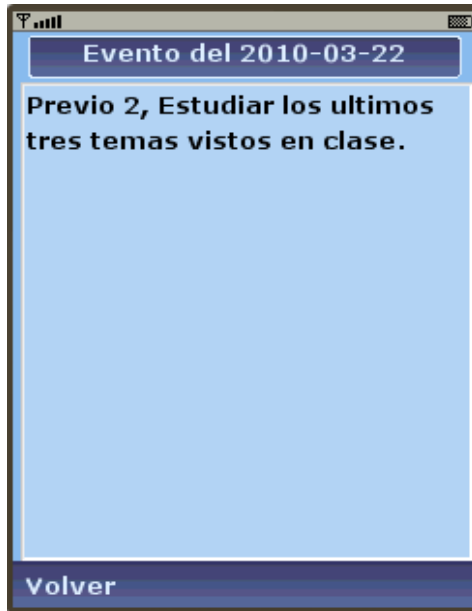 Evento del 2010-03-22
Previo 2, Estudiar los ultimos
tres temas vistos en clase.
Volver